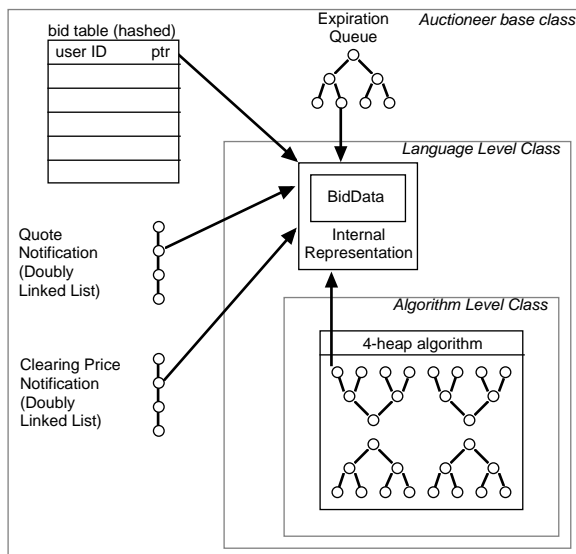 Auctioneer base class
bid table (hashed)
user ID ptr
Expiration
Queue
Language Level Class
BidData
Internal
Representation
Quote
Notification
(Doubly
Linked List)
Algorithm Level Class
4-heap algorithm
Clearing Price
Notification
(Doubly
Linked List)